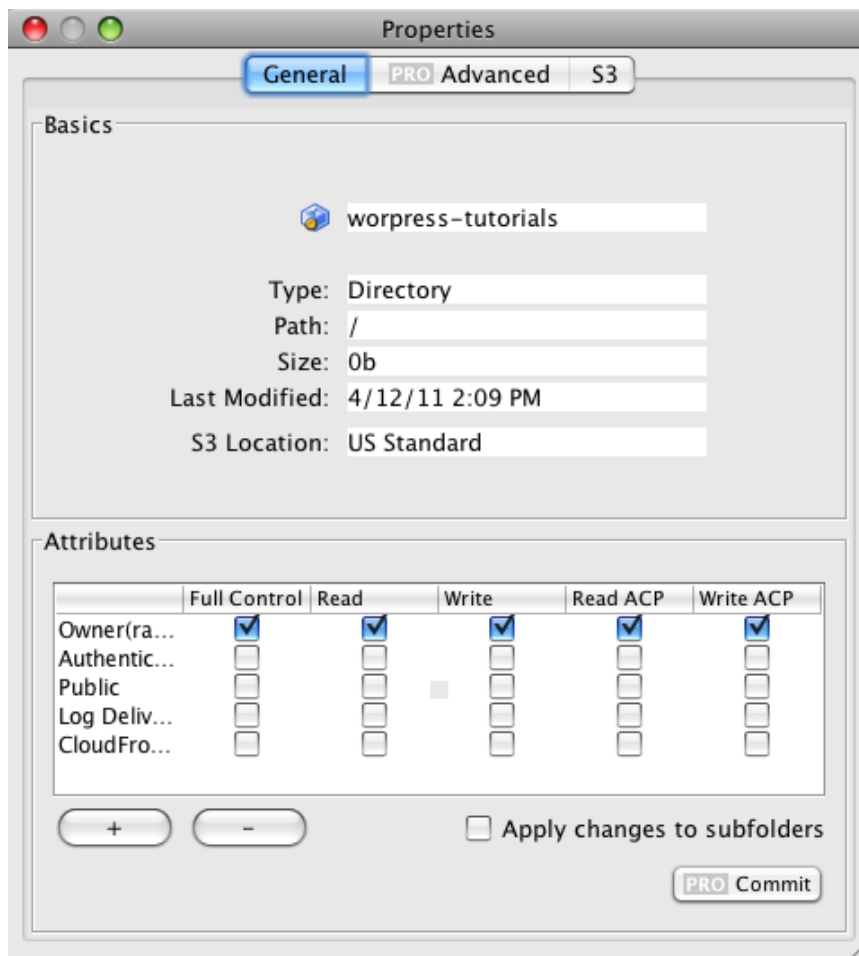 Properties
General PRO Advanced S3
Basics
worpress-tutorials
Type: Directory
Path: /
Size: 0b
Last Modified: 4/12/11 2:09 PM
S3 Location: US Standard
Attributes
Full Control Read Write Read ACP Write ACP
Owner(ra...
Authentic...
Public
Log Deliv...
CloudFro...
+ -
Apply changes to subfolders
PRO Commit